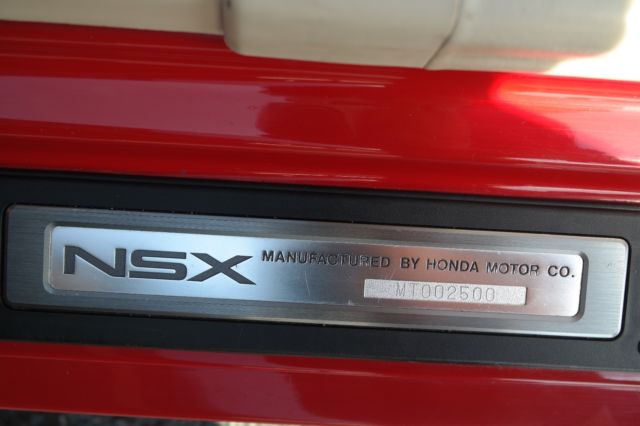 NSX MANUFACTURED BY HONDA MOTOR CO.
MT002500